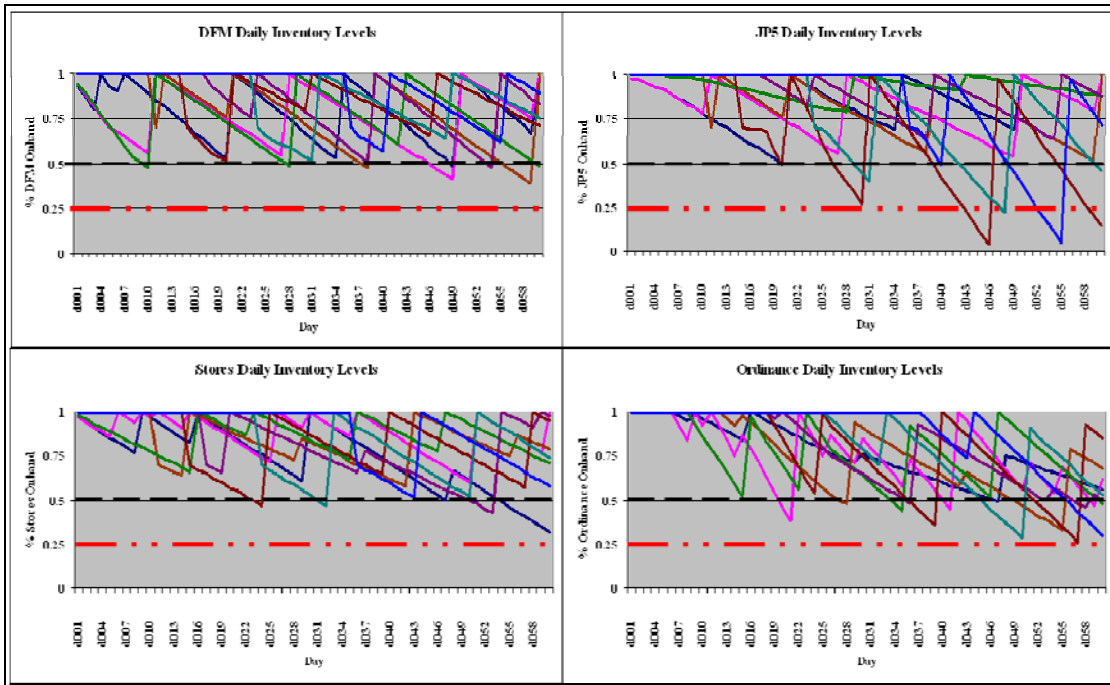 DFM Daily Inventory Levels
% DFM Onhand
1
0.75
0.5
0.25
0
d001 d004 d007 d010 d013 d016 d019 d022 d025 d028 d031 d034 d037 d040 d043 d046 d049 d052 d055 d058
Day
JP5 Daily Inventory Levels
% JP5 Onhand
1
0.75
0.5
0.25
0
d001 d004 d007 d010 d013 d016 d019 d022 d025 d028 d031 d034 d037 d040 d043 d046 d049 d052 d055 d058
Day
Stores Daily Inventory Levels
% Stores Onhand
1
0.75
0.5
0.25
0
d001 d004 d007 d010 d013 d016 d019 d022 d025 d028 d031 d034 d037 d040 d043 d046 d049 d052 d055 d058
Day
Ordinance Daily Inventory Levels
% Ordinance Onhand
1
0.75
0.5
0.25
0
d001 d004 d007 d010 d013 d016 d019 d022 d025 d028 d031 d034 d037 d040 d043 d046 d049 d052 d055 d058
Day